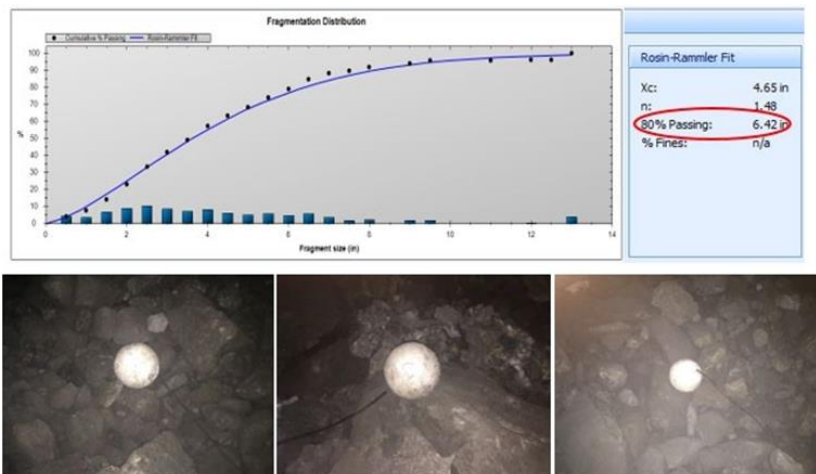 Fragmentation Distribution
Cumulative % Passing
Rosin-Rammler Fit
100
90
80
70
60
50
40
30
20
10
0
%
0 2 4 6 8 10 12 14
Fragment size (in)
Rosin-Rammler Fit
Xc: 4.65 in
n: 1.48
80% Passing: 6.42 in
% Fines: n/a